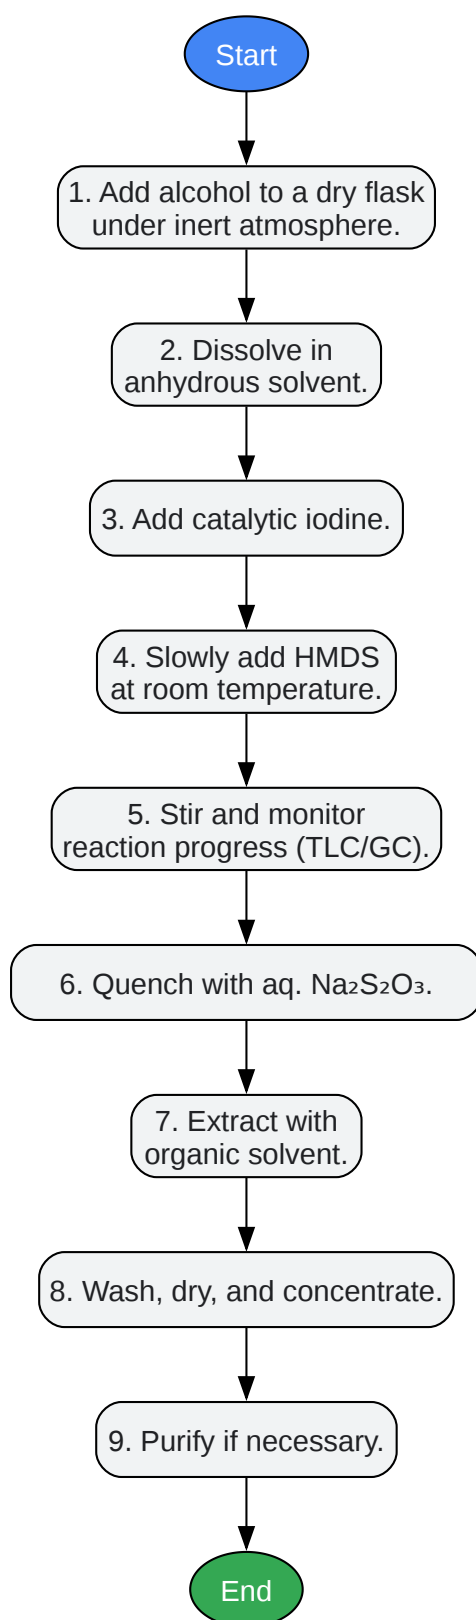 Start
1. Add alcohol to a dry flask
under inert atmosphere.
2. Dissolve in
anhydrous solvent.
3. Add catalytic iodine.
4. Slowly add HMDS
at room temperature.
5. Stir and monitor
reaction progress (TLC/GC).
6. Quench with aq. Na₂S₂O₃.
7. Extract with
organic solvent.
8. Wash, dry, and concentrate.
9. Purify if necessary.
End